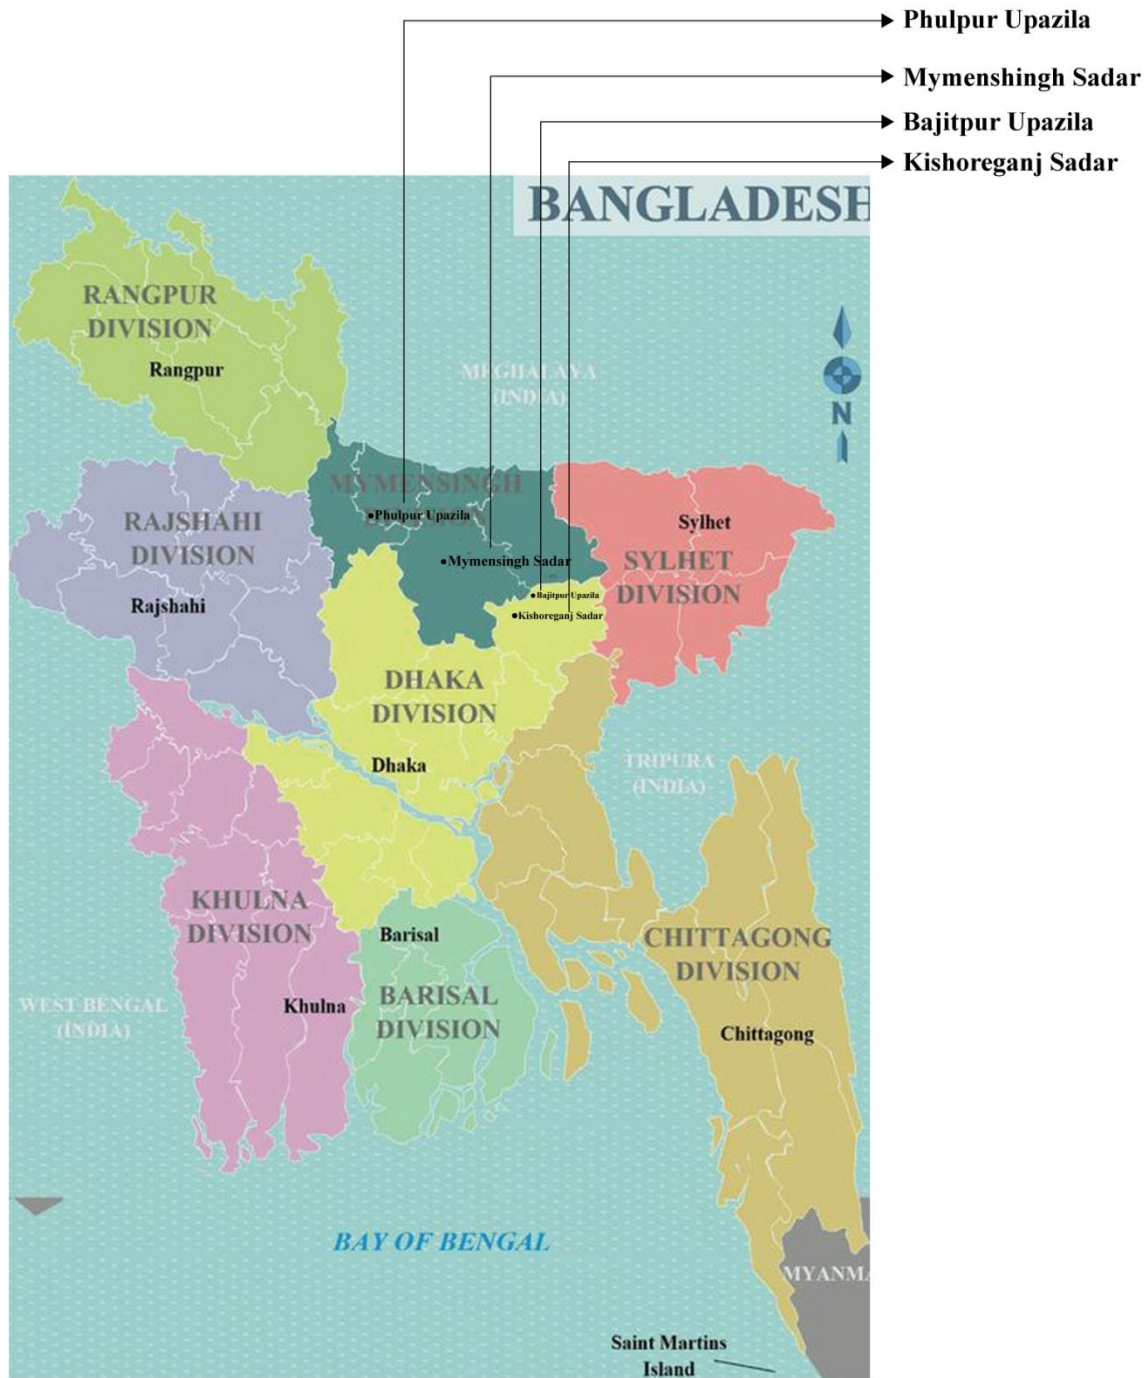 Phulpur Upazila
Mymenshingh Sadar
Bajitpur Upazila
Kishoreganj Sadar
BANGLADESH
RANGPUR
DIVISION
Rangpur
MEGHALAYA
(INDIA)
N
MYMENSINGH
Phulpur Upazila
RAJSHAHI
DIVISION
Sylhet
SYLHET
DIVISION
Mymensingh Sadar
Rajshahi
Bajitpur Upazila
Kishoreganj Sadar
DHAKA
DIVISION
Dhaka
TRIPURA
(INDIA)
KHULNA
DIVISION
Barisal
CHITTAGONG
DIVISION
WEST BENGAL
(INDIA)
Khulna
BARISAL
DIVISION
Chittagong
BAY OF BENGAL
MYANMA
Saint Martins
Island